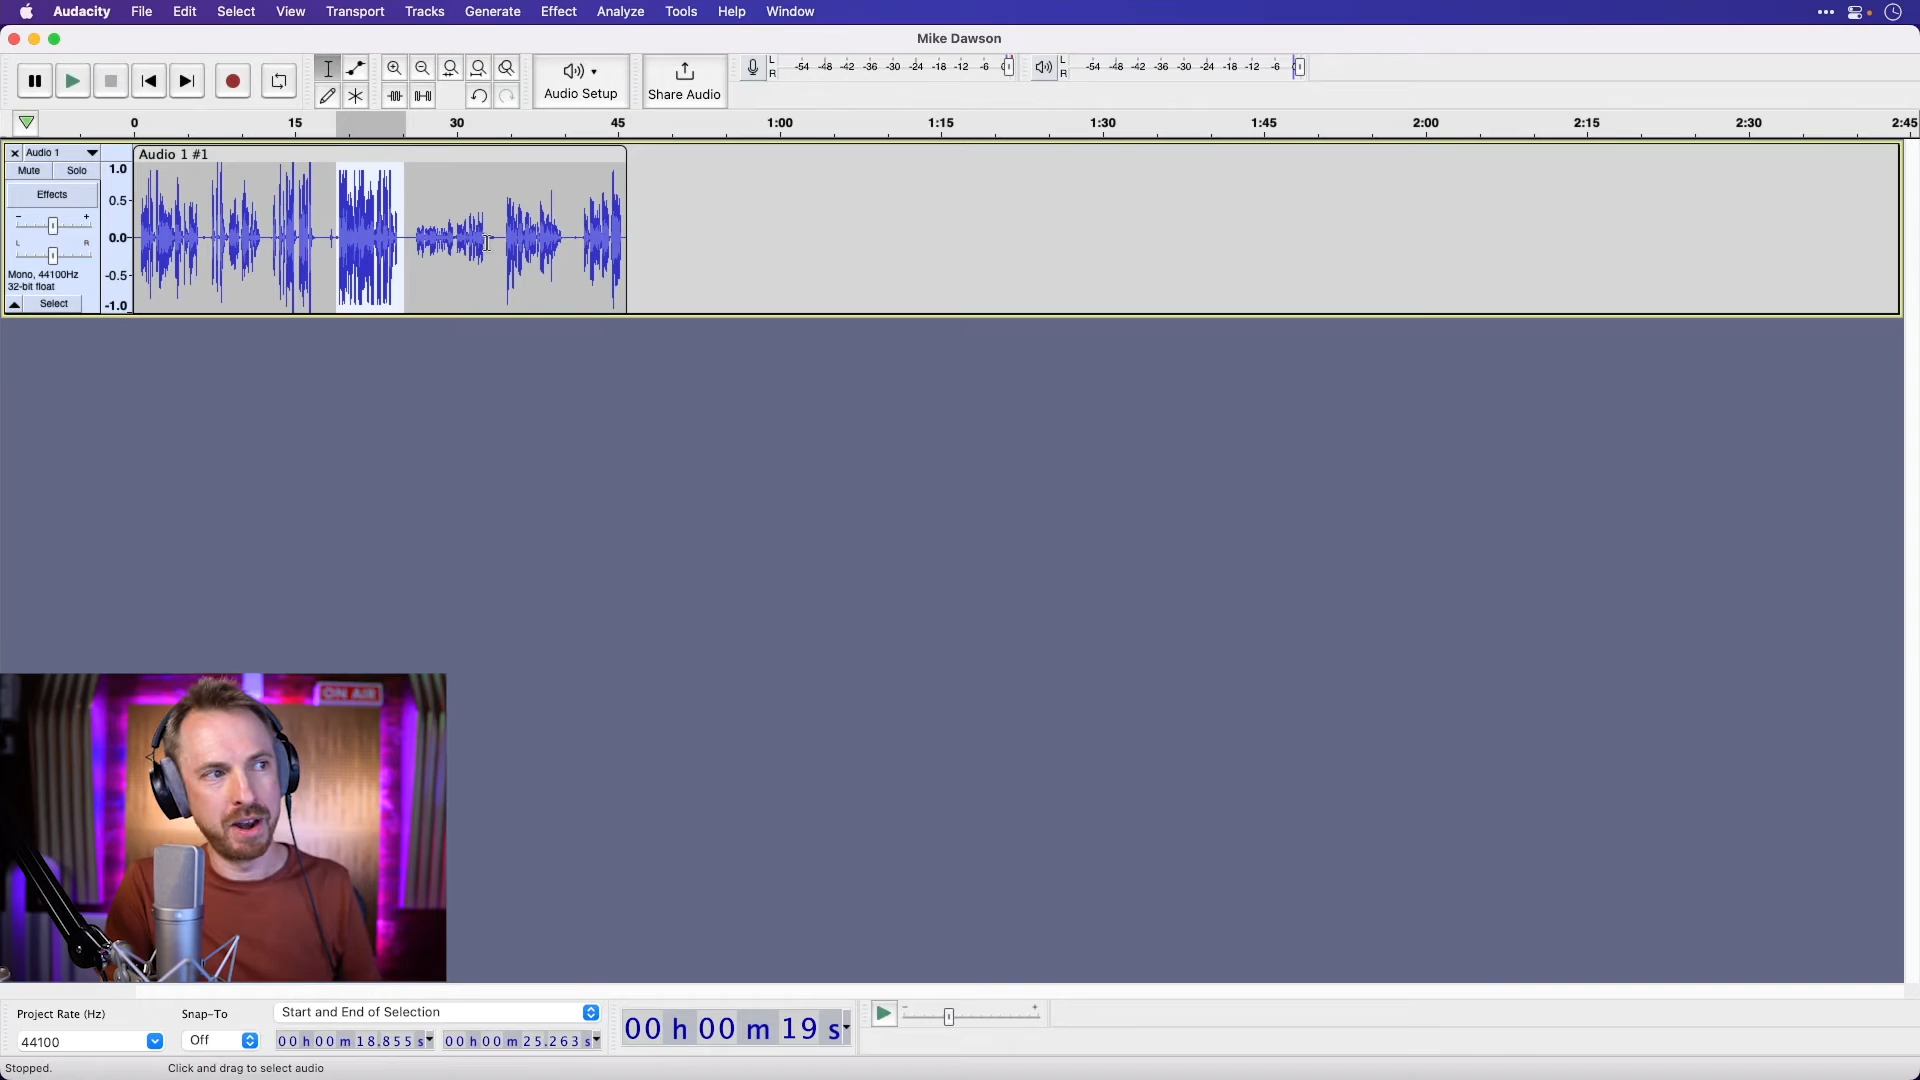 Audacity File Edit Select View Transport Tracks Generate Effect Analyze Tools Help Window
Mike Dawson
L -54 -48 -42 -36 -30 -24 -18 -12 -6
R
L -54 -48 -42 -36 -30 -24 -18 -12 -6
R
Audio Setup
Share Audio
0 15 30 45 1:00 1:15 1:30 1:45 2:00 2:15 2:30 2:45
Audio 1
Audio 1 #1
Mute Solo
Effects
- +
L R
Mono, 44100Hz
32-bit float
Select
1.0
0.5
0.0
-0.5
-1.0
ON AIR
Project Rate (Hz)
Snap-To
Start and End of Selection
44100
Off
00 h 00 m 18.855 s
00 h 00 m 25.263 s
00 h 00 m 19 s
- +
Stopped.
Click and drag to select audio